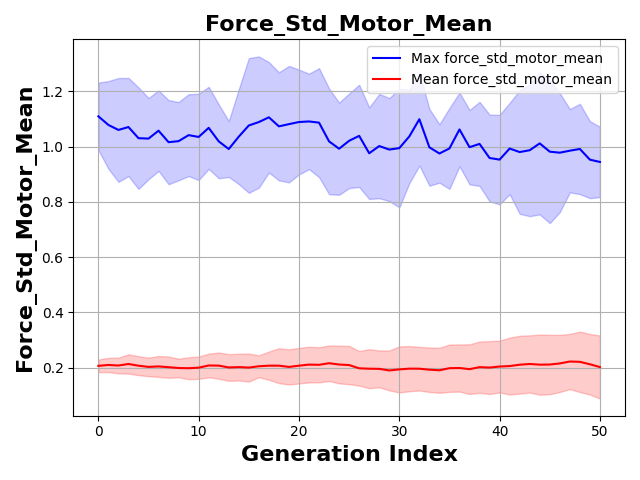 Force_Std_Motor_Mean
Max force_std_motor_mean
Mean force_std_motor_mean
Force_Std_Motor_Mean
1.2
1.0
0.8
0.6
0.4
0.2
0 10 20 30 40 50
Generation Index